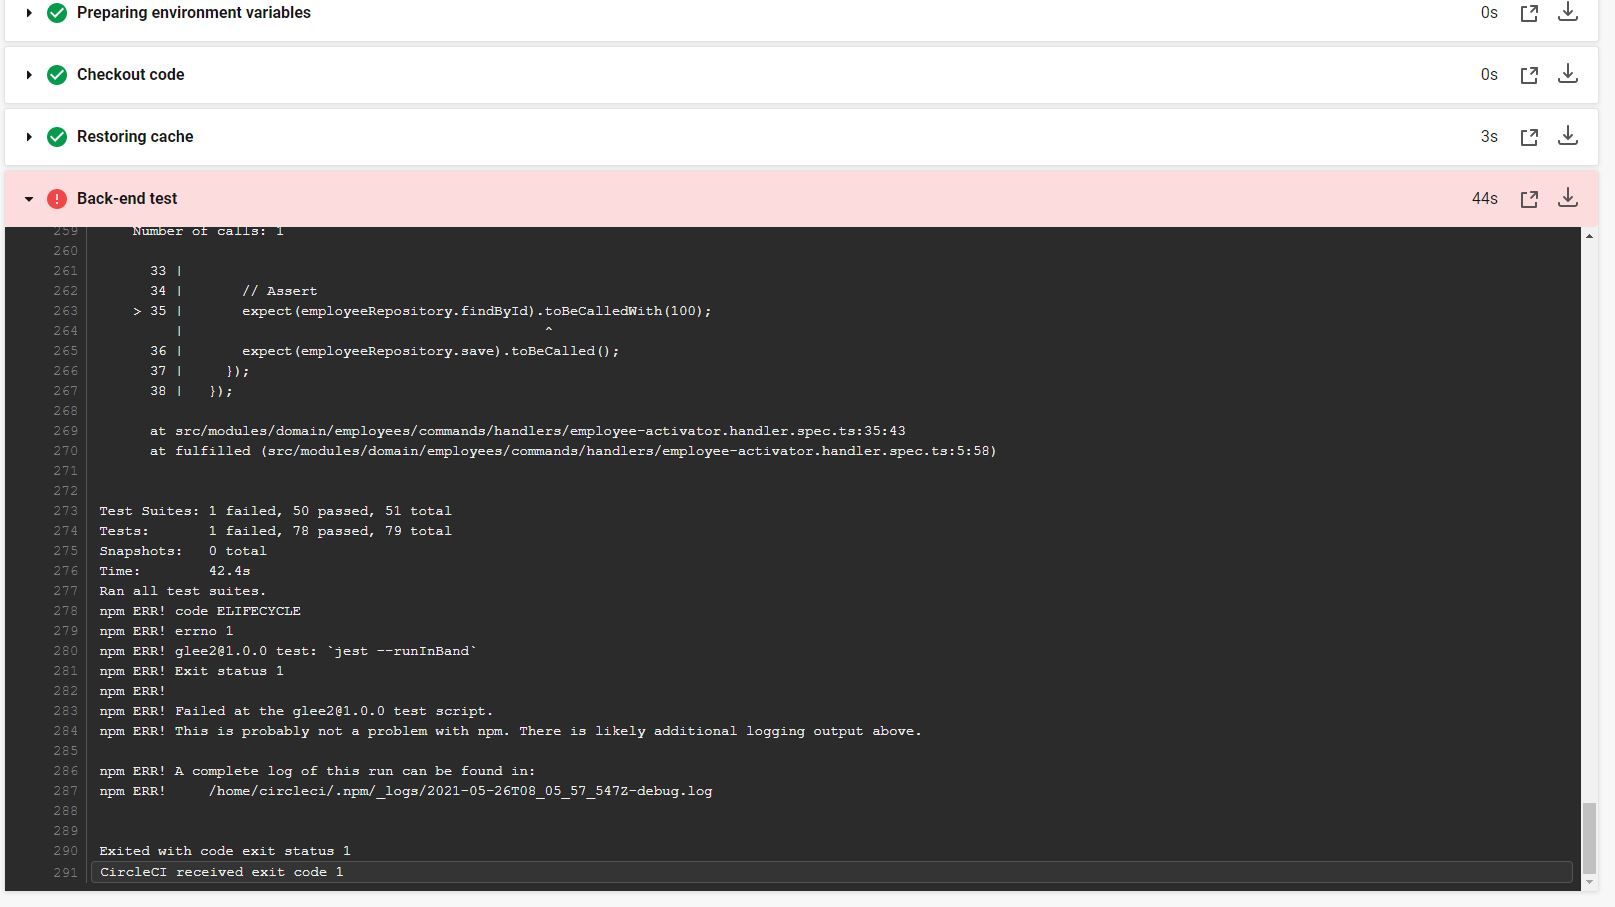 Preparing environment variables 0s
Checkout code 0s
Restoring cache 3s
! Back-end test 44s
259 Number of calls: 1
260
261 33 |
262 34 | // Assert
263 > 35 | expect(employeeRepository.findById).toBeCalledWith(100);
264 | ^
265 36 | expect(employeeRepository.save).toBeCalled();
266 37 | });
267 38 | });
268
269 at src/modules/domain/employees/commands/handlers/employee-activator.handler.spec.ts:35:43
270 at fulfilled (src/modules/domain/employees/commands/handlers/employee-activator.handler.spec.ts:5:58)
271
272
273 Test Suites: 1 failed, 50 passed, 51 total
274 Tests: 1 failed, 78 passed, 79 total
275 Snapshots: 0 total
276 Time: 42.4s
277 Ran all test suites.
278 npm ERR! code ELIFECYCLE
279 npm ERR! errno 1
280 npm ERR! glee2@1.0.0 test: `jest --runInBand`
281 npm ERR! Exit status 1
282 npm ERR!
283 npm ERR! Failed at the glee2@1.0.0 test script.
284 npm ERR! This is probably not a problem with npm. There is likely additional logging output above.
285
286 npm ERR! A complete log of this run can be found in:
287 npm ERR! /home/circleci/.npm/_logs/2021-05-26T08_05_57_547Z-debug.log
288
289
290 Exited with code exit status 1
291 CircleCI received exit code 1